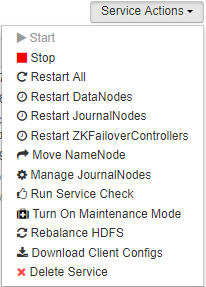 Service Actions
Start
Stop
Restart All
Restart DataNodes
Restart JournalNodes
Restart ZKFailoverControllers
Move NameNode
Manage JournalNodes
Run Service Check
Turn On Maintenance Mode
Rebalance HDFS
Download Client Configs
Delete Service